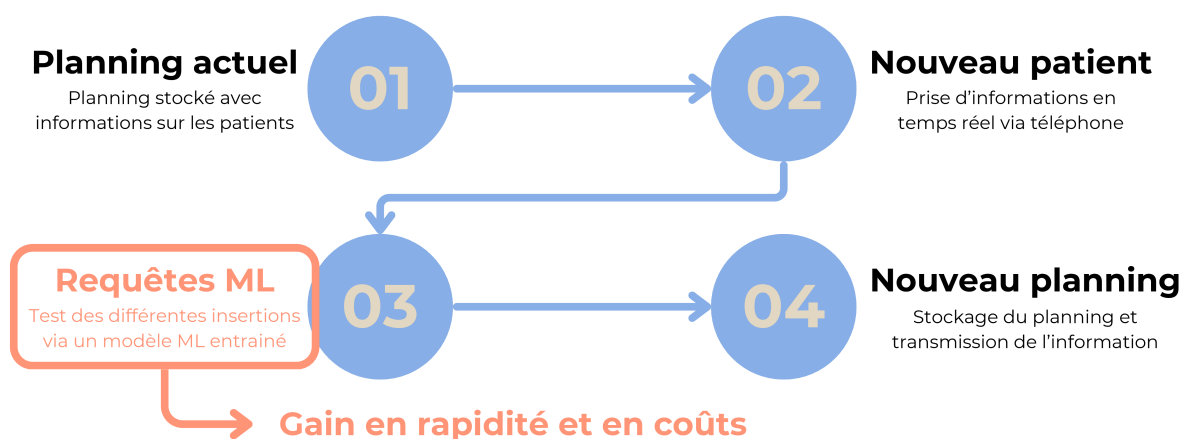 Planning actuel
Planning stocké avec
informations sur les patients
01
02
Nouveau patient
Prise d’informations en
temps réel via téléphone
Requêtes ML
Test des différentes insertions
via un modèle ML entrainé
03
04
Nouveau planning
Stockage du planning et
transmission de l’information
Gain en rapidité et en coûts